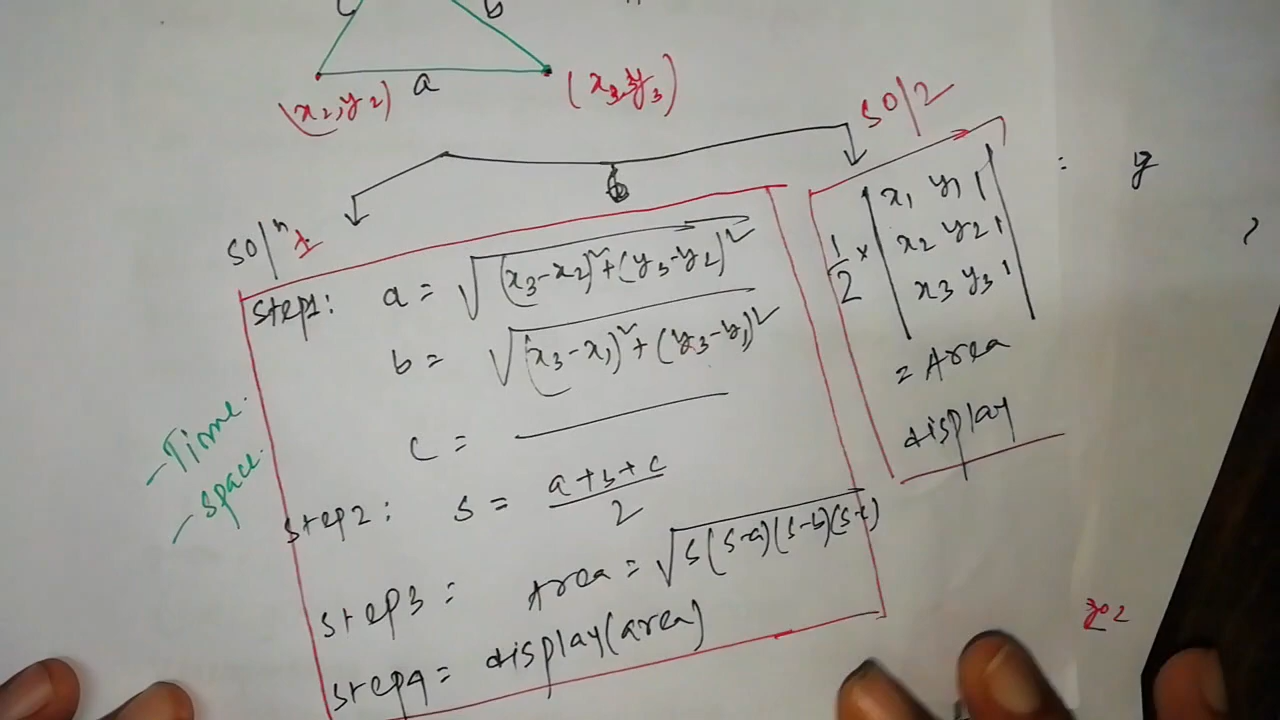 c b
a
(x2, y2) (x3, y3)
sol 2
solⁿ 1
step1: a = √(x3-x2)²+(y3-y2)²
b = √(x3-x1)²+(y3-y1)²
c =
step2: s = a+b+c / 2
step3: Area = √s(s-a)(s-b)(s-c)
step4= display(area)
- Time.
- space.
1/2 × | x1 y1 1 |
| x2 y2 1 |
| x3 y3 1 |
= Area
display
= y